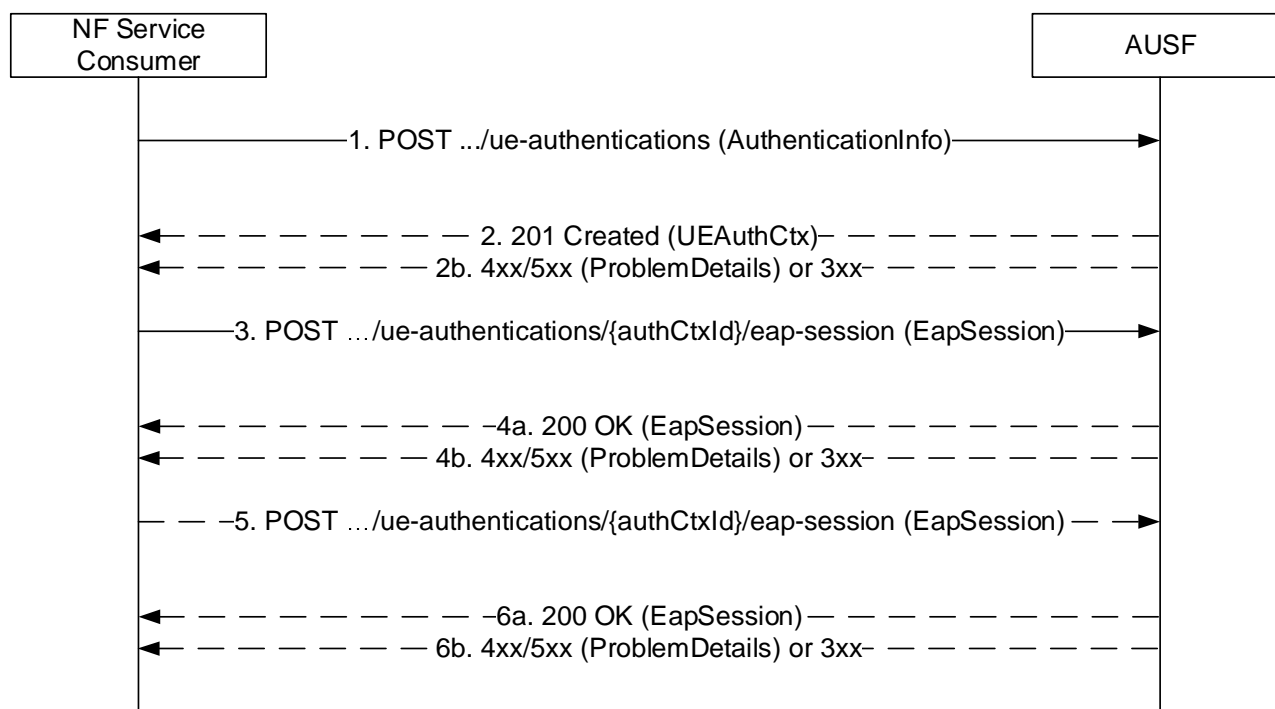 NF Service
Consumer
AUSF
1. POST .../ue-authentications (AuthenticationInfo)
2. 201 Created (UEAuthCtx)
2b. 4xx/5xx (ProblemDetails) or 3xx
3. POST …/ue-authentications/{authCtxId}/eap-session (EapSession)
4a. 200 OK (EapSession)
4b. 4xx/5xx (ProblemDetails) or 3xx
5. POST …/ue-authentications/{authCtxId}/eap-session (EapSession)
6a. 200 OK (EapSession)
6b. 4xx/5xx (ProblemDetails) or 3xx